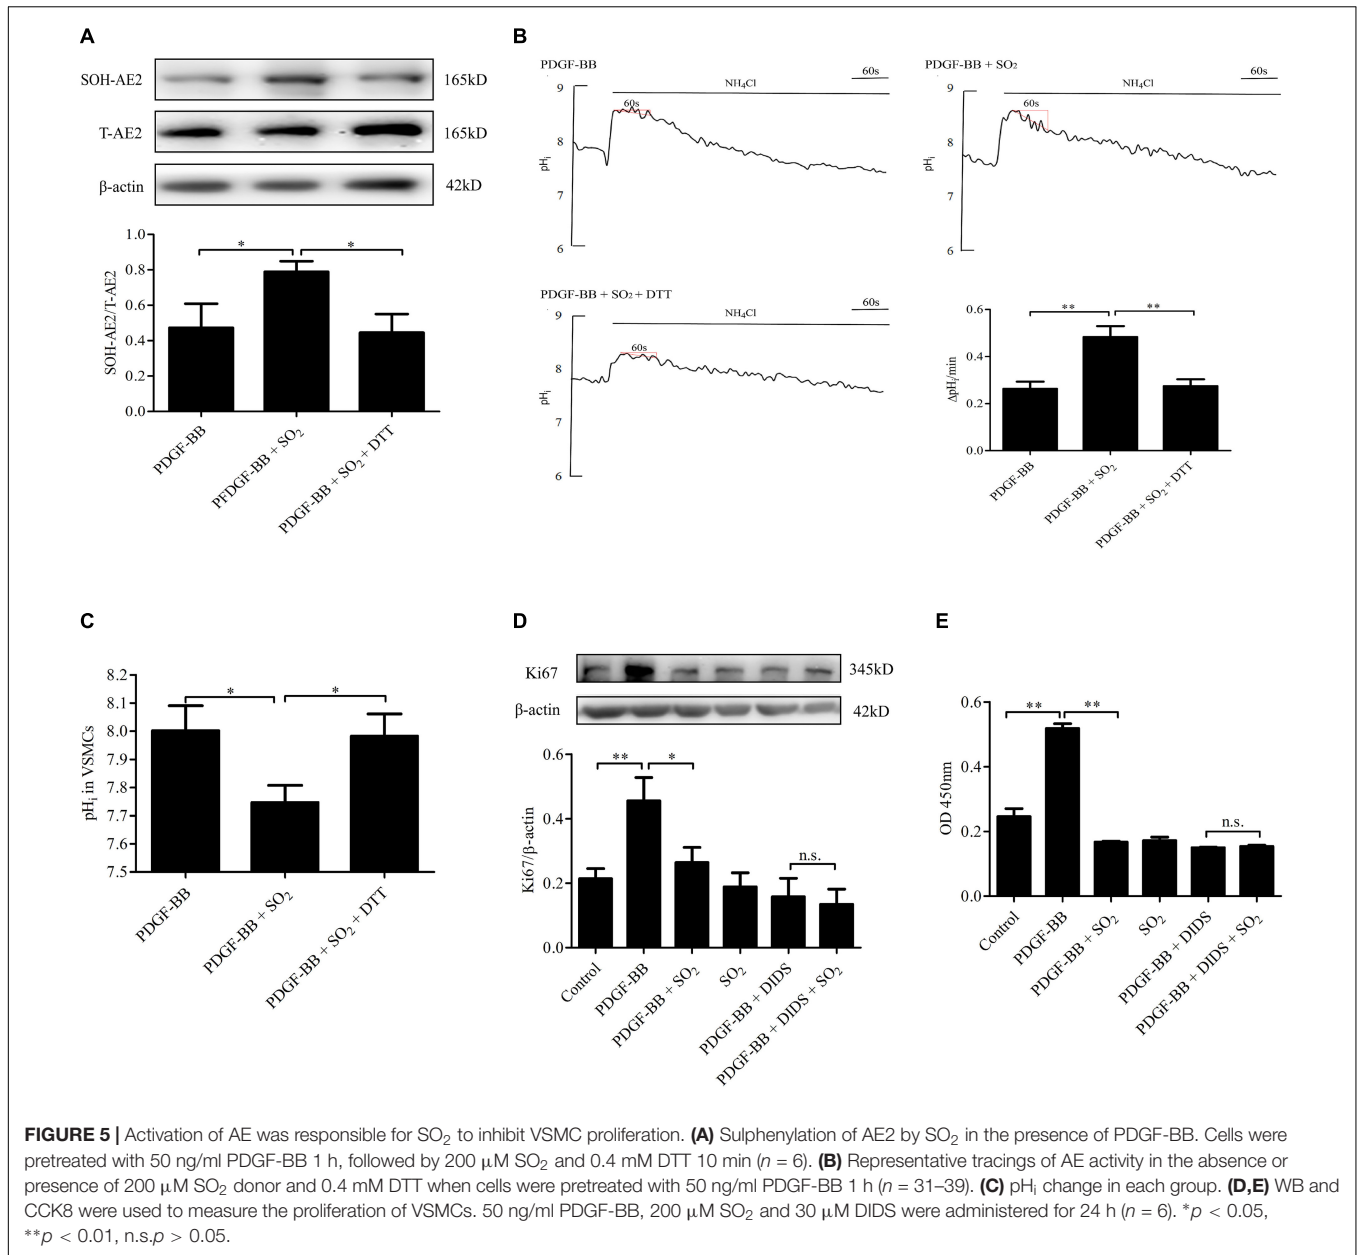 A
SOH-AE2 165kD
T-AE2 165kD
β-actin 42kD
SOH-AE2/T-AE2
1.0
0.8
0.6
0.4
0.2
0.0
* *
PDGF-BB
PFDGF-BB + SO₂
PDGF-BB + SO₂ + DTT
B
PDGF-BB
60s
NH₄Cl
60s
pHᵢ
9
8
7
6
PDGF-BB + SO₂
60s
NH₄Cl
60s
pHᵢ
9
8
7
6
PDGF-BB + SO₂ + DTT
60s
NH₄Cl
60s
pHᵢ
9
8
7
6
ΔpHᵢ/min
0.6
0.4
0.2
0.0
** **
PDGF-BB
PDGF-BB + SO₂
PDGF-BB + SO₂ + DTT
C
pHᵢ in VSMCs
8.2
8.1
8.0
7.9
7.8
7.7
7.6
7.5
* *
PDGF-BB
PDGF-BB + SO₂
PDGF-BB + SO₂ + DTT
D
Ki67 345kD
β-actin 42kD
Ki67/β-actin
0.6
0.4
0.2
0.0
** *
n.s.
Control
PDGF-BB
PDGF-BB + SO₂
SO₂
PDGF-BB + DIDS
PDGF-BB + DIDS + SO₂
E
OD 450nm
0.6
0.4
0.2
0.0
** **
n.s.
Control
PDGF-BB
PDGF-BB + SO₂
SO₂
PDGF-BB + DIDS
PDGF-BB + DIDS + SO₂
FIGURE 5 | Activation of AE was responsible for SO₂ to inhibit VSMC proliferation. (A) Sulphenylation of AE2 by SO₂ in the presence of PDGF-BB. Cells were
pretreated with 50 ng/ml PDGF-BB 1 h, followed by 200 μM SO₂ and 0.4 mM DTT 10 min (n = 6). (B) Representative tracings of AE activity in the absence or
presence of 200 μM SO₂ donor and 0.4 mM DTT when cells were pretreated with 50 ng/ml PDGF-BB 1 h (n = 31–39). (C) pHᵢ change in each group. (D,E) WB and
CCK8 were used to measure the proliferation of VSMCs. 50 ng/ml PDGF-BB, 200 μM SO₂ and 30 μM DIDS were administered for 24 h (n = 6). *p < 0.05,
**p < 0.01, n.s.p > 0.05.